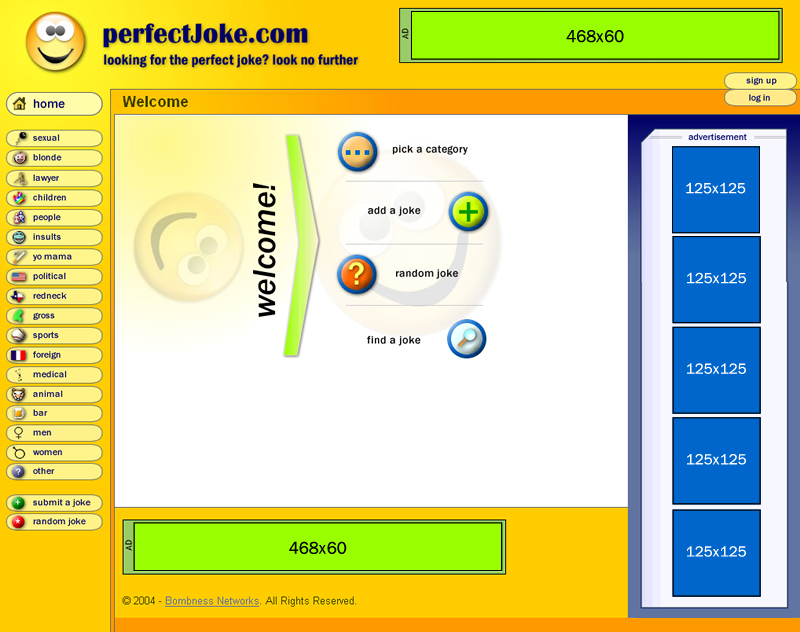 perfectJoke.com
looking for the perfect joke? look no further
AD
468x60
sign up
log in
home
Welcome
sexual
blonde
lawyer
children
people
insults
yo mama
political
redneck
gross
sports
foreign
medical
animal
bar
men
women
other
submit a joke
random joke
welcome!
pick a category
add a joke
random joke
find a joke
advertisement
125x125
125x125
125x125
125x125
125x125
AD
468x60
© 2004 - Bombness Networks. All Rights Reserved.